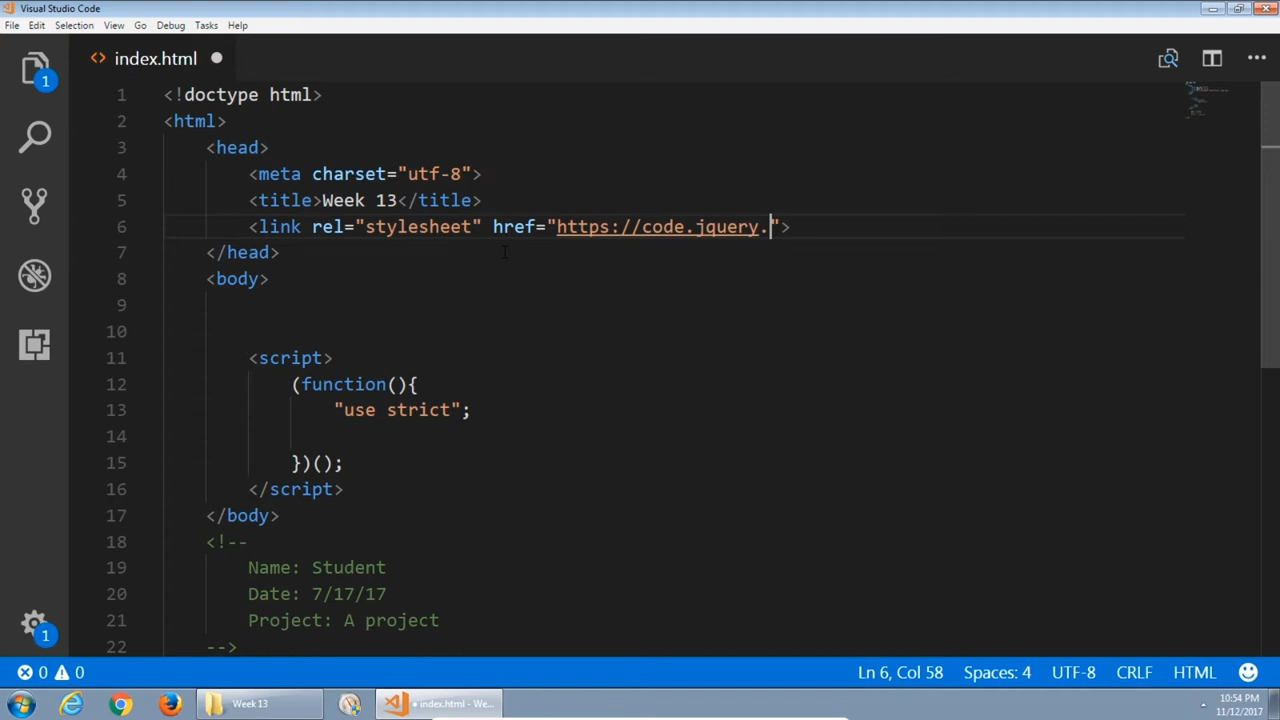 Visual Studio Code
File Edit Selection View Go Debug Tasks Help
1
index.html
1 <!doctype html>
2 <html>
3 <head>
4 <meta charset="utf-8">
5 <title>Week 13</title>
6 <link rel="stylesheet" href="https://code.jquery.">
7 </head>
8 <body>
9
10
11 <script>
12 (function(){
13 "use strict";
14
15 })();
16 </script>
17 </body>
18 <!--
19 Name: Student
20 Date: 7/17/17
21 Project: A project
22 -->
1
0 0 Ln 6, Col 58 Spaces: 4 UTF-8 CRLF HTML
Week 13 • index.html - We... 10:54 PM
11/12/2017